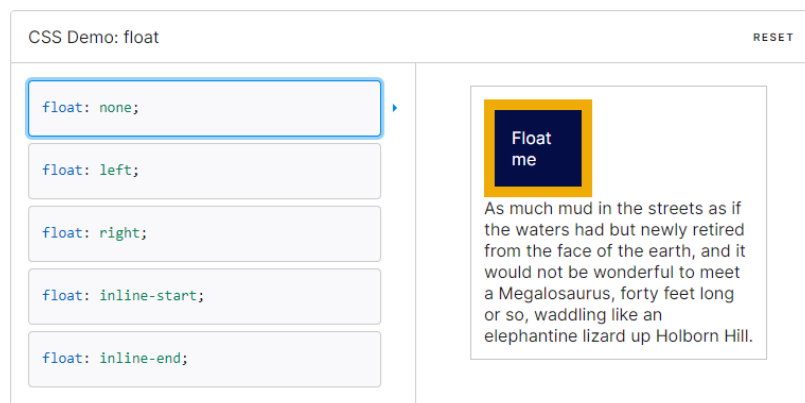 CSS Demo: float
RESET
float: none;
float: left;
float: right;
float: inline-start;
float: inline-end;
Float
me
As much mud in the streets as if
the waters had but newly retired
from the face of the earth, and it
would not be wonderful to meet
a Megalosaurus, forty feet long
or so, waddling like an
elephantine lizard up Holborn Hill.